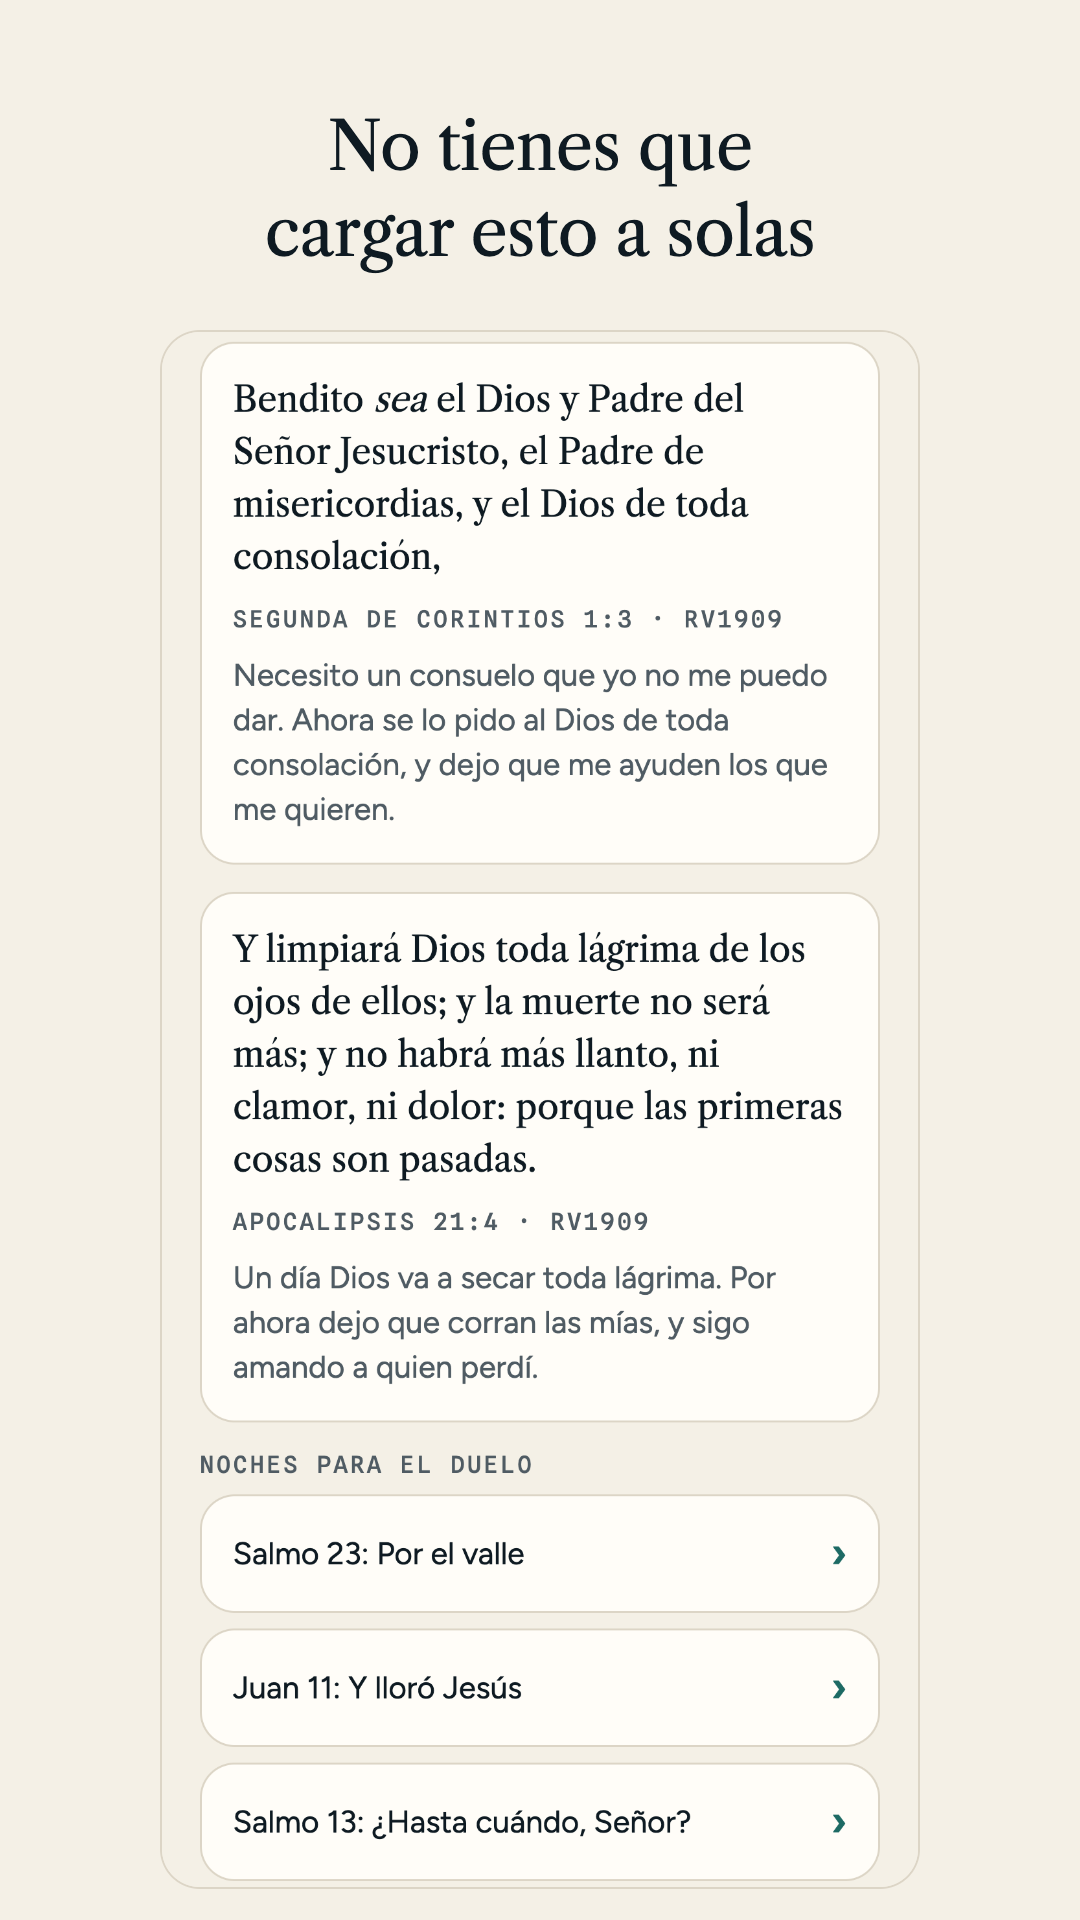 No tienes que
cargar esto a solas
Bendito sea el Dios y Padre del
Señor Jesucristo, el Padre de
misericordias, y el Dios de toda
consolación,
SEGUNDA DE CORINTIOS 1:3 · RV1909
Necesito un consuelo que yo no me puedo
dar. Ahora se lo pido al Dios de toda
consolación, y dejo que me ayuden los que
me quieren.
Y limpiará Dios toda lágrima de los
ojos de ellos; y la muerte no será
más; y no habrá más llanto, ni
clamor, ni dolor: porque las primeras
cosas son pasadas.
APOCALIPSIS 21:4 · RV1909
Un día Dios va a secar toda lágrima. Por
ahora dejo que corran las mías, y sigo
amando a quien perdí.
NOCHES PARA EL DUELO
Salmo 23: Por el valle ›
Juan 11: Y lloró Jesús ›
Salmo 13: ¿Hasta cuándo, Señor? ›